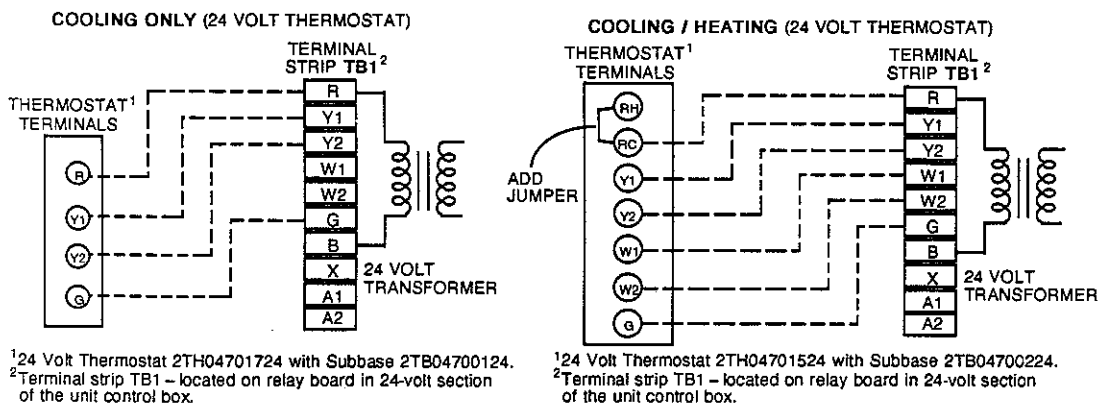 COOLING ONLY (24 VOLT THERMOSTAT)
TERMINAL
STRIP TB1²
THERMOSTAT¹
TERMINALS
R
Y1
Y2
G
R
Y1
Y2
W1
W2
G
B
X
A1
A2
24 VOLT
TRANSFORMER
¹24 Volt Thermostat 2TH04701724 with Subbase 2TB04700124.
²Terminal strip TB1 – located on relay board in 24-volt section
of the unit control box.
COOLING / HEATING (24 VOLT THERMOSTAT)
THERMOSTAT¹
TERMINALS
TERMINAL
STRIP TB1²
RH
RC
Y1
Y2
W1
W2
G
ADD
JUMPER
R
Y1
Y2
W1
W2
G
B
X
A1
A2
24 VOLT
TRANSFORMER
¹24 Volt Thermostat 2TH04701524 with Subbase 2TB04700224.
²Terminal strip TB1 – located on relay board in 24-volt section
of the unit control box.